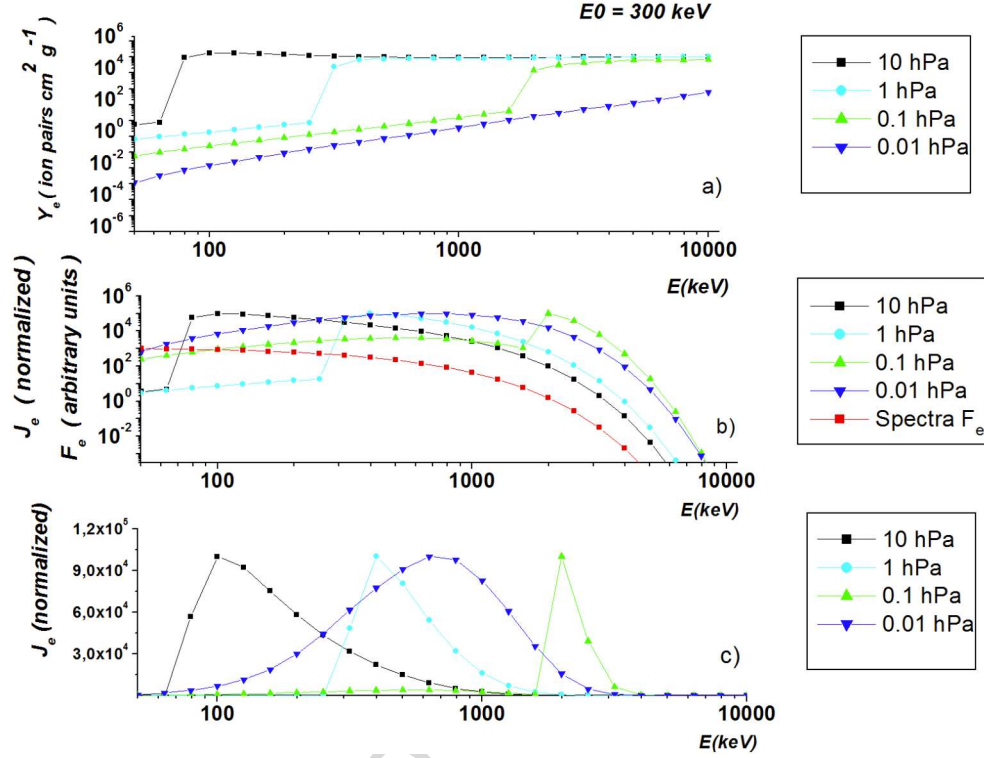 E0 = 300 keV
Y_e ( ion pairs cm^2 g^-1 )
10^6
10^4
10^2
10^0
10^-2
10^-4
10^-6
a)
100
1000
10000
E(keV)
10 hPa
1 hPa
0.1 hPa
0.01 hPa
J_e ( normalized )
F_e ( arbitrary units )
10^6
10^4
10^2
10^0
10^-2
b)
100
1000
10000
E(keV)
10 hPa
1 hPa
0.1 hPa
0.01 hPa
Spectra F_e
J_e (normalized)
1,2x10^5
9,0x10^4
6,0x10^4
3,0x10^4
c)
100
1000
10000
E(keV)
10 hPa
1 hPa
0.1 hPa
0.01 hPa